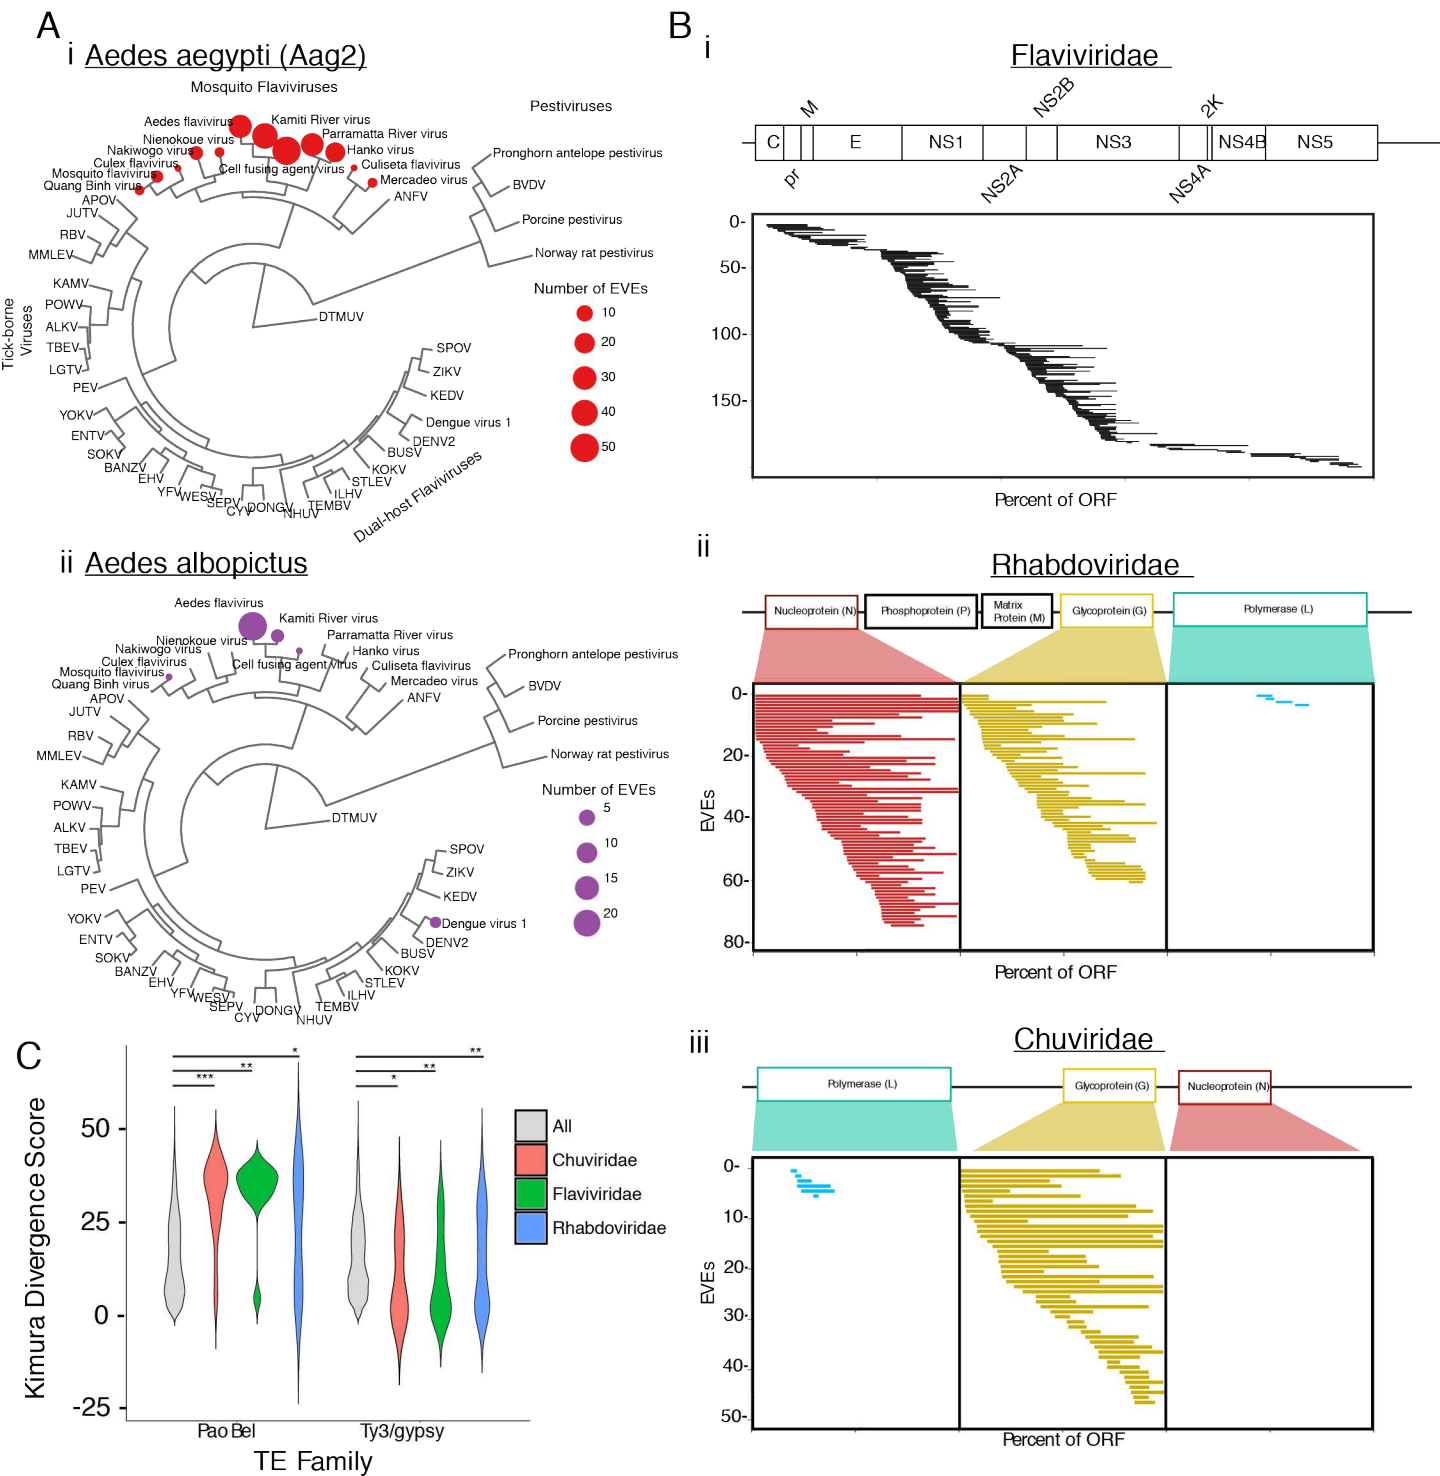 A
i Aedes aegypti (Aag2)
Mosquito Flaviviruses
Aedes flavivirus
Kamiti River virus
Nienokoue virus
Parramatta River virus
Nakiwogo virus
Hanko virus
Culex flavivirus
Cell fusing agent virus
Culiseta flavivirus
Mosquito flavivirus
Mercadeo virus
Quang Binh virus
ANFV
APOV
JUTV
RBV
MMLEV
KAMV
POWV
ALKV
TBEV
LGTV
Tick-borne
Viruses
PEV
YOKV
ENTV
SOKV
BANZV
EHV
YFV
WESV
SEPV
CYV
DONGV
NHUV
TEMBV
ILHV
STLEV
KOKV
BUSV
DENV2
Dengue virus 1
KEDV
ZIKV
SPOV
Dual-host Flaviviruses
DTMUV
Pestiviruses
Pronghorn antelope pestivirus
BVDV
Porcine pestivirus
Norway rat pestivirus
Number of EVEs
10
20
30
40
50
ii Aedes albopictus
Aedes flavivirus
Kamiti River virus
Nienokoue virus
Parramatta River virus
Nakiwogo virus
Hanko virus
Culex flavivirus
Cell fusing agent virus
Culiseta flavivirus
Mosquito flavivirus
Mercadeo virus
Quang Binh virus
ANFV
APOV
JUTV
RBV
MMLEV
KAMV
POWV
ALKV
TBEV
LGTV
PEV
YOKV
ENTV
SOKV
BANZV
EHV
YFV
WESV
SEPV
CYV
DONGV
NHUV
TEMBV
ILHV
STLEV
KOKV
BUSV
DENV2
Dengue virus 1
KEDV
ZIKV
SPOV
DTMUV
Pronghorn antelope pestivirus
BVDV
Porcine pestivirus
Norway rat pestivirus
Number of EVEs
5
10
15
20
B
i
Flaviviridae
C
pr
M
E
NS1
NS2A
NS2B
NS3
NS4A
2K
NS4B
NS5
0-
50-
100-
150-
Percent of ORF
ii
Rhabdoviridae
Nucleoprotein (N)
Phosphoprotein (P)
Matrix
Protein (M)
Glycoprotein (G)
Polymerase (L)
0-
20-
40-
60-
80-
EVEs
Percent of ORF
iii
Chuviridae
Polymerase (L)
Glycoprotein (G)
Nucleoprotein (N)
0-
10-
20-
30-
40-
50-
EVEs
Percent of ORF
C
Kimura Divergence Score
50
25
0
-25
***
**
*
*
**
**
Pao Bel
Ty3/gypsy
TE Family
All
Chuviridae
Flaviviridae
Rhabdoviridae